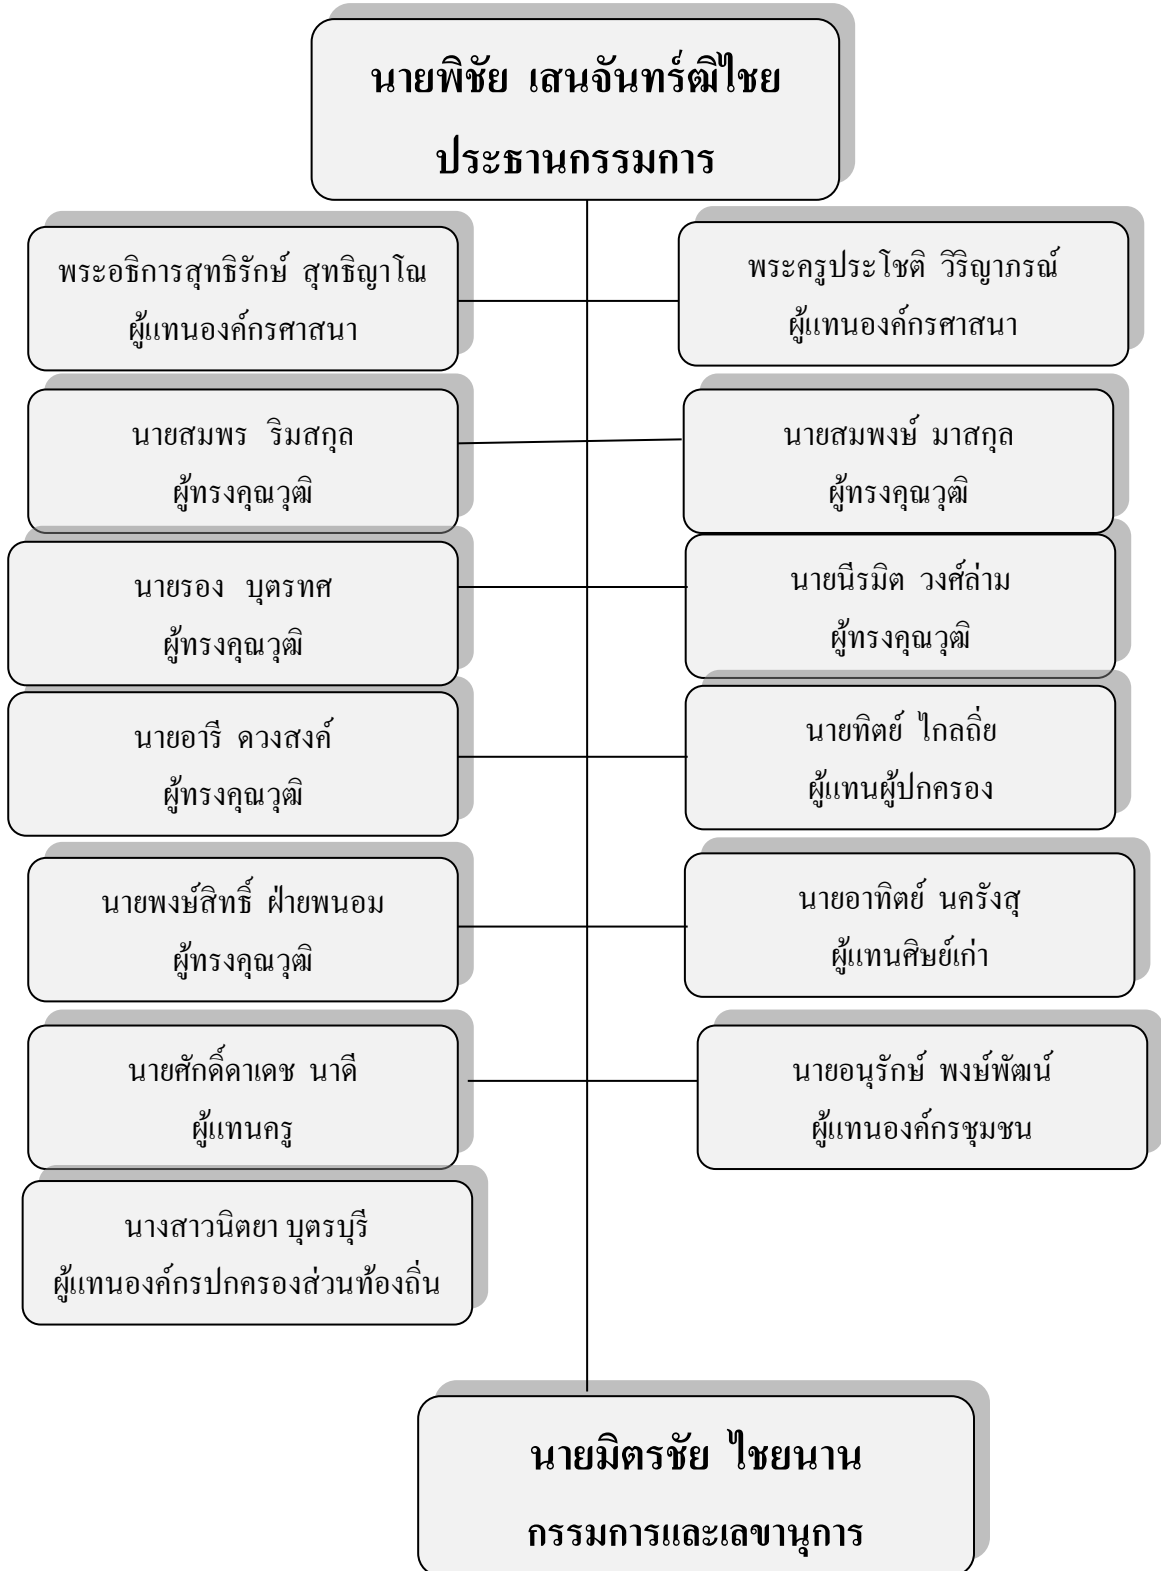 นายพิชัย เสนจันทร์ฒิไชย
ประธานกรรมการ
พระอธิการสุทธิรักษ์ สุทธิญาโณ
ผู้แทนองค์กรศาสนา
พระครูประโชติ วิริญาภรณ์
ผู้แทนองค์กรศาสนา
นายสมพร ริมสกุล
ผู้ทรงคุณวุฒิ
นายสมพงษ์ มาสกุล
ผู้ทรงคุณวุฒิ
นายรอง บุตรทศ
ผู้ทรงคุณวุฒิ
นายนีรมิต วงศ์ล่าม
ผู้ทรงคุณวุฒิ
นายอารี ดวงสงค์
ผู้ทรงคุณวุฒิ
นายทิตย์ ไกลถิ่ย
ผู้แทนผู้ปกครอง
นายพงษ์สิทธิ์ ฝ่ายพนอม
ผู้ทรงคุณวุฒิ
นายอาทิตย์ นครังสุ
ผู้แทนศิษย์เก่า
นายศักดิ์ดาเดช นาดี
ผู้แทนครู
นายอนุรักษ์ พงษ์พัฒน์
ผู้แทนองค์กรชุมชน
นางสาวนิตยา บุตรบุรี
ผู้แทนองค์กรปกครองส่วนท้องถิ่น
นายมิตรชัย ไชยนาน
กรรมการและเลขานุการ